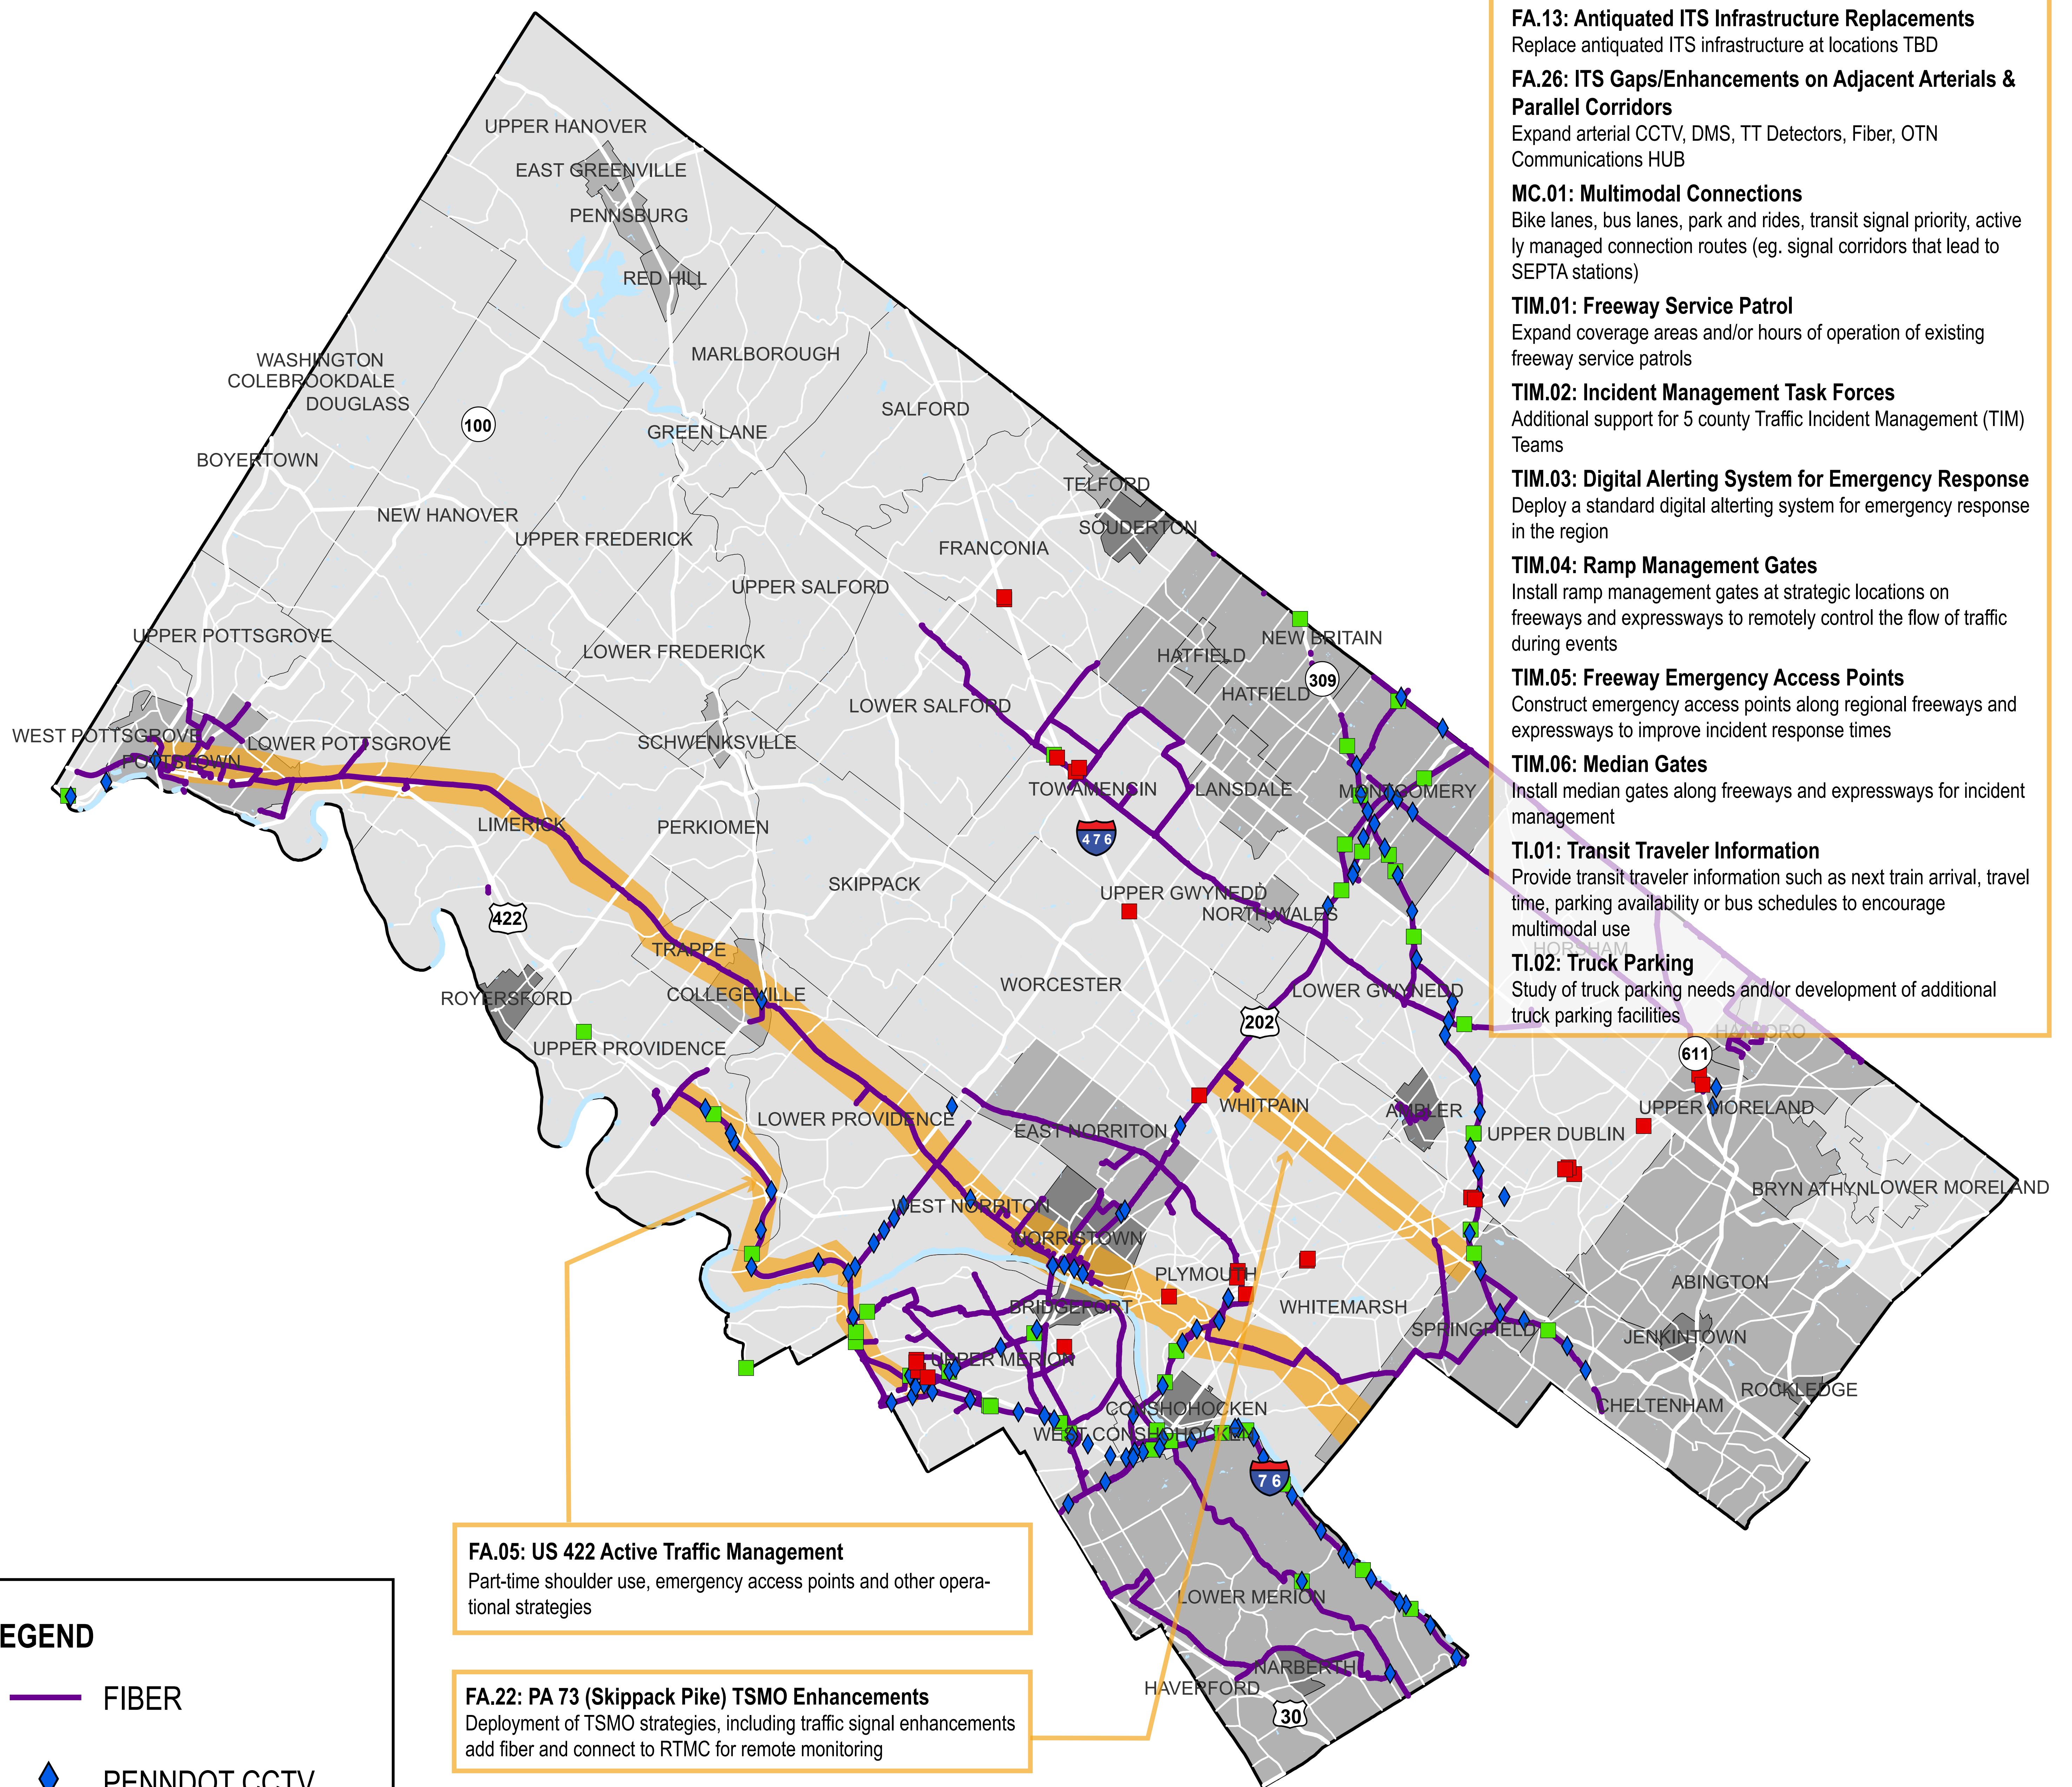 FA.13: Antiquated ITS Infrastructure Replacements
Replace antiquated ITS infrastructure at locations TBD
FA.26: ITS Gaps/Enhancements on Adjacent Arterials &
Parallel Corridors
Expand arterial CCTV, DMS, TT Detectors, Fiber, OTN
Communications HUB
MC.01: Multimodal Connections
Bike lanes, bus lanes, park and rides, transit signal priority, active
ly managed connection routes (eg. signal corridors that lead to
SEPTA stations)
TIM.01: Freeway Service Patrol
Expand coverage areas and/or hours of operation of existing
freeway service patrols
TIM.02: Incident Management Task Forces
Additional support for 5 county Traffic Incident Management (TIM)
Teams
TIM.03: Digital Alerting System for Emergency Response
Deploy a standard digital alterting system for emergency response
in the region
TIM.04: Ramp Management Gates
Install ramp management gates at strategic locations on
freeways and expressways to remotely control the flow of traffic
during events
TIM.05: Freeway Emergency Access Points
Construct emergency access points along regional freeways and
expressways to improve incident response times
TIM.06: Median Gates
Install median gates along freeways and expressways for incident
management
TI.01: Transit Traveler Information
Provide transit traveler information such as next train arrival, travel
time, parking availability or bus schedules to encourage
multimodal use
TI.02: Truck Parking
Study of truck parking needs and/or development of additional
truck parking facilities
UPPER HANOVER
EAST GREENVILLE
PENNSBURG
RED HILL
MARLBOROUGH
WASHINGTON
COLEBROOKDALE
DOUGLASS
100
SALFORD
GREEN LANE
BOYERTOWN
TELFORD
NEW HANOVER
SOUDERTON
UPPER FREDERICK
FRANCONIA
UPPER SALFORD
UPPER POTTSGROVE
NEW BRITAIN
LOWER FREDERICK
HATFIELD
309
HATFIELD
LOWER SALFORD
WEST POTTSGROVE
LOWER POTTSGROVE
SCHWENKSVILLE
POTTSTOWN
TOWAMENSIN
LANSDALE
MONTGOMERY
LIMERICK
PERKIOMEN
476
SKIPPACK
UPPER GWYNEDD
NORTH WALES
422
TRAPPE
HORSHAM
WORCESTER
LOWER GWYNEDD
ROYERSFORD
COLLEGEVILLE
202
HATBORO
UPPER PROVIDENCE
611
WHITPAIN
AMBLER
UPPER MORELAND
LOWER PROVIDENCE
EAST NORRITON
UPPER DUBLIN
BRYN ATHYN
LOWER MORELAND
WEST NORRITON
NORRISTOWN
PLYMOUTH
ABINGTON
BRIDGEPORT
WHITEMARSH
SPRINGFIELD
JENKINTOWN
UPPER MERION
ROCKLEDGE
CONSHOHOCKEN
CHELTENHAM
WEST CONSHOHOCKEN
76
LOWER MERION
NARBERTH
HAVERFORD
30
FA.05: US 422 Active Traffic Management
Part-time shoulder use, emergency access points and other opera-
tional strategies
FA.22: PA 73 (Skippack Pike) TSMO Enhancements
Deployment of TSMO strategies, including traffic signal enhancements
add fiber and connect to RTMC for remote monitoring
EGEND
FIBER
PENNDOT CCTV